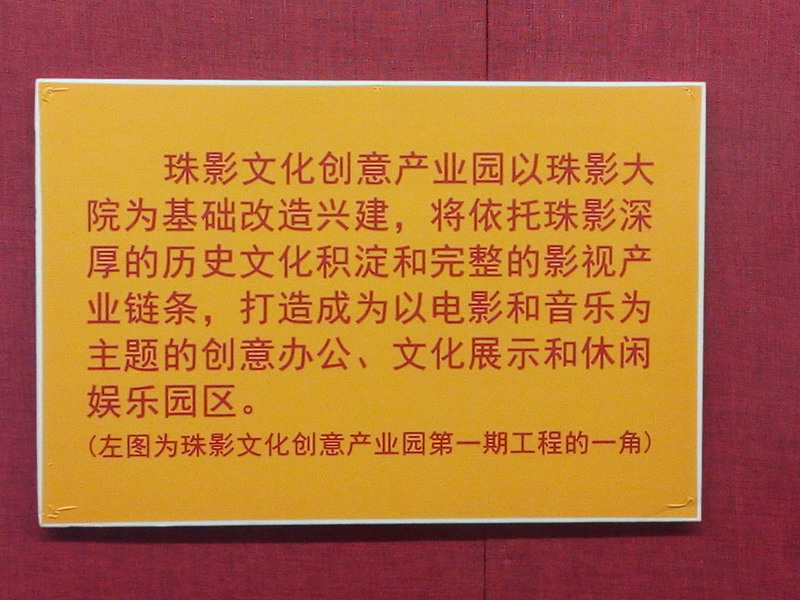 珠影文化创意产业园以珠影大
院为基础改造兴建，将依托珠影深
厚的历史文化积淀和完整的影视产
业链条，打造成为以电影和音乐为
主题的创意办公、文化展示和休闲
娱乐园区。
(左图为珠影文化创意产业园第一期工程的一角)